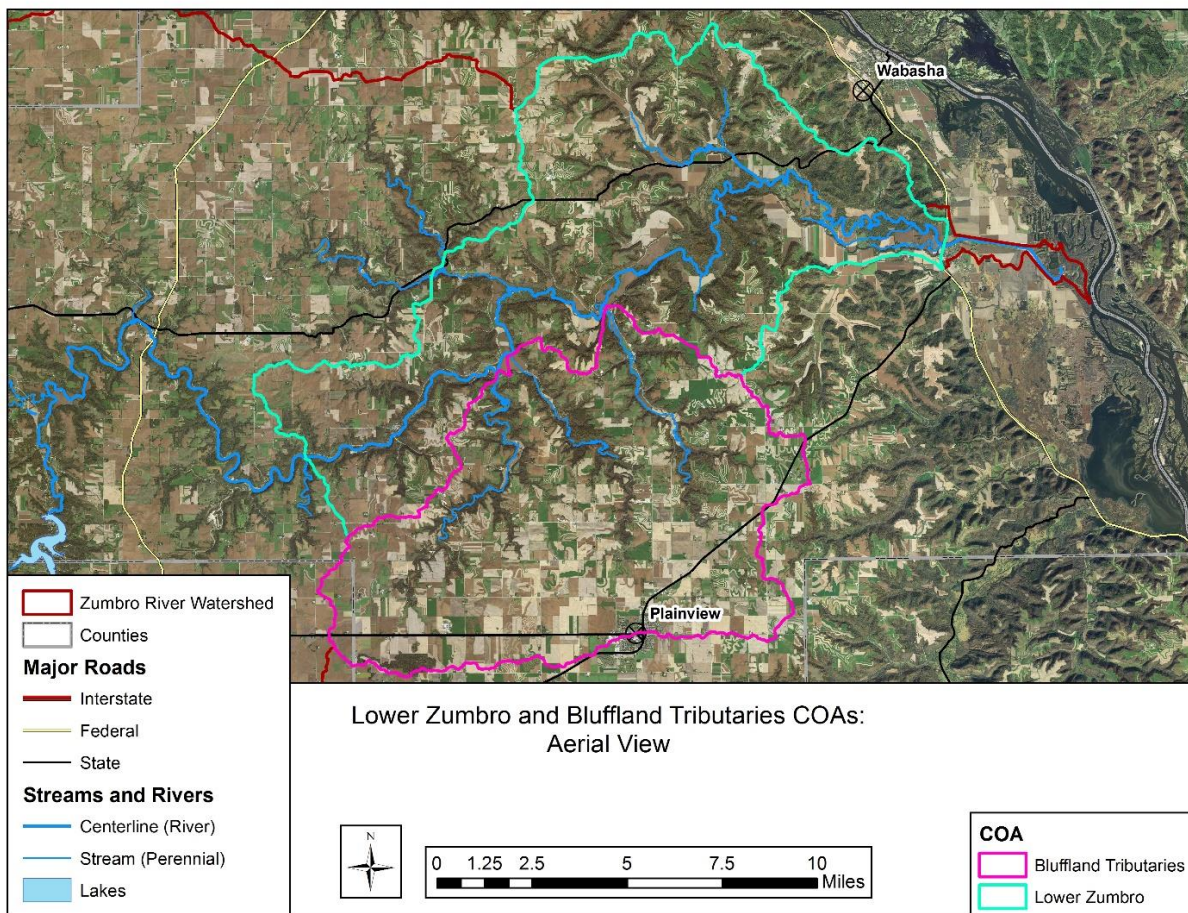 Wabasha
Plainview
Zumbro River Watershed
Counties
Major Roads
Interstate
Federal
State
Streams and Rivers
Centerline (River)
Stream (Perennial)
Lakes
Lower Zumbro and Bluffland Tributaries COAs:
Aerial View
N
0 1.25 2.5 5 7.5 10
Miles
COA
Bluffland Tributaries
Lower Zumbro